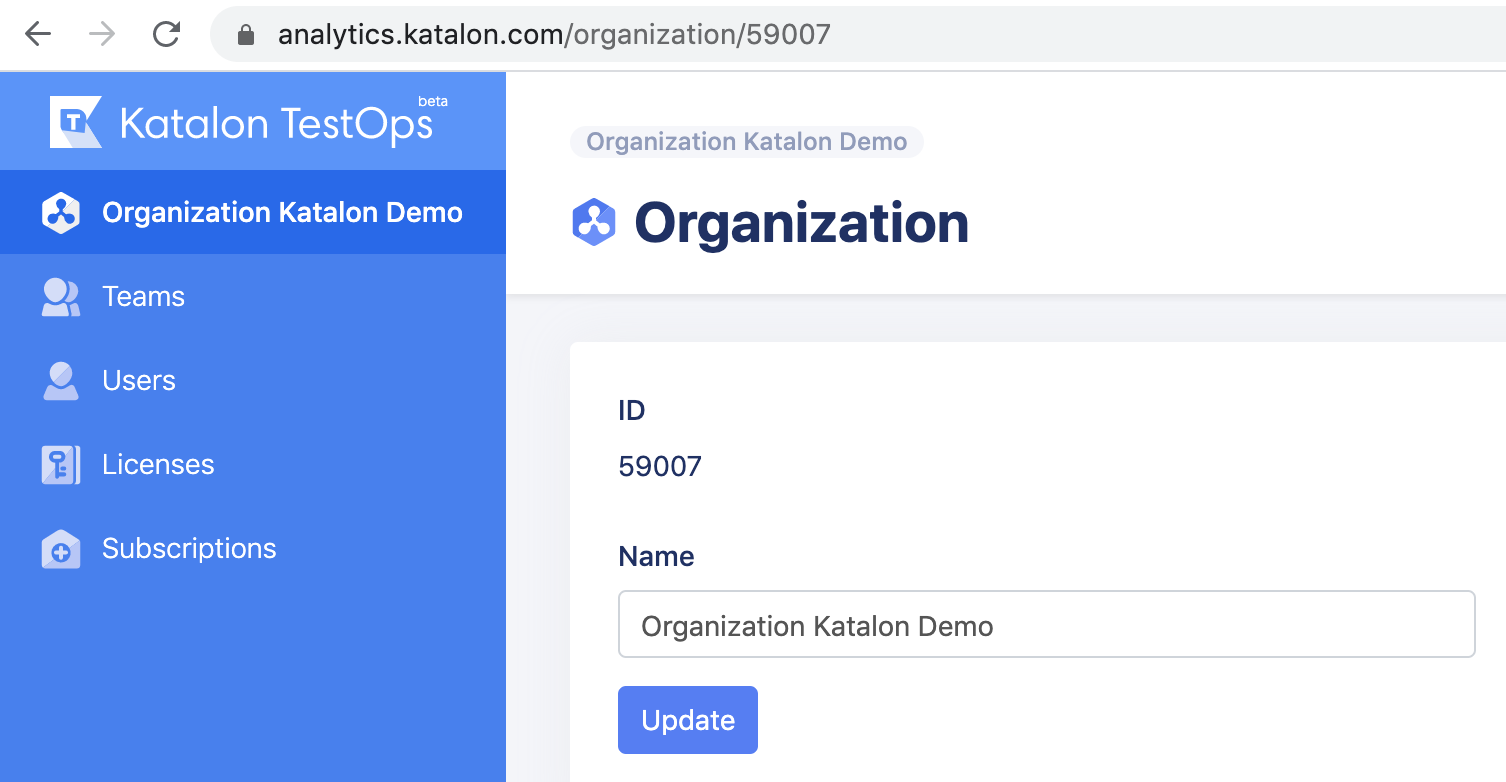 analytics.katalon.com/organization/59007
Katalon TestOps beta
Organization Katalon Demo
Teams
Users
Licenses
Subscriptions
Organization Katalon Demo
Organization
ID
59007
Name
Organization Katalon Demo
Update